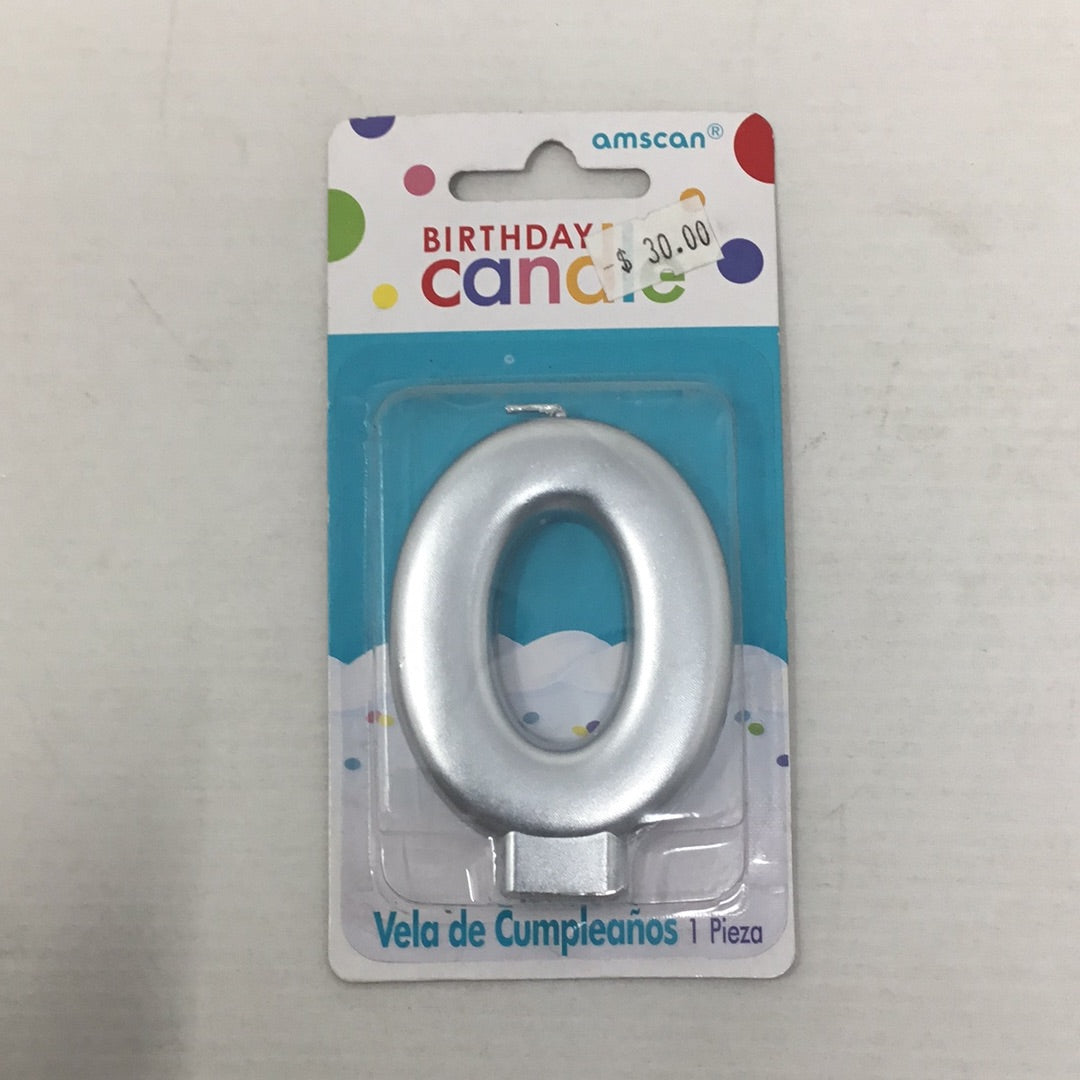 amscan®
BIRTHDAY
$ 30.00
candle
Vela de Cumpleaños 1 Pieza